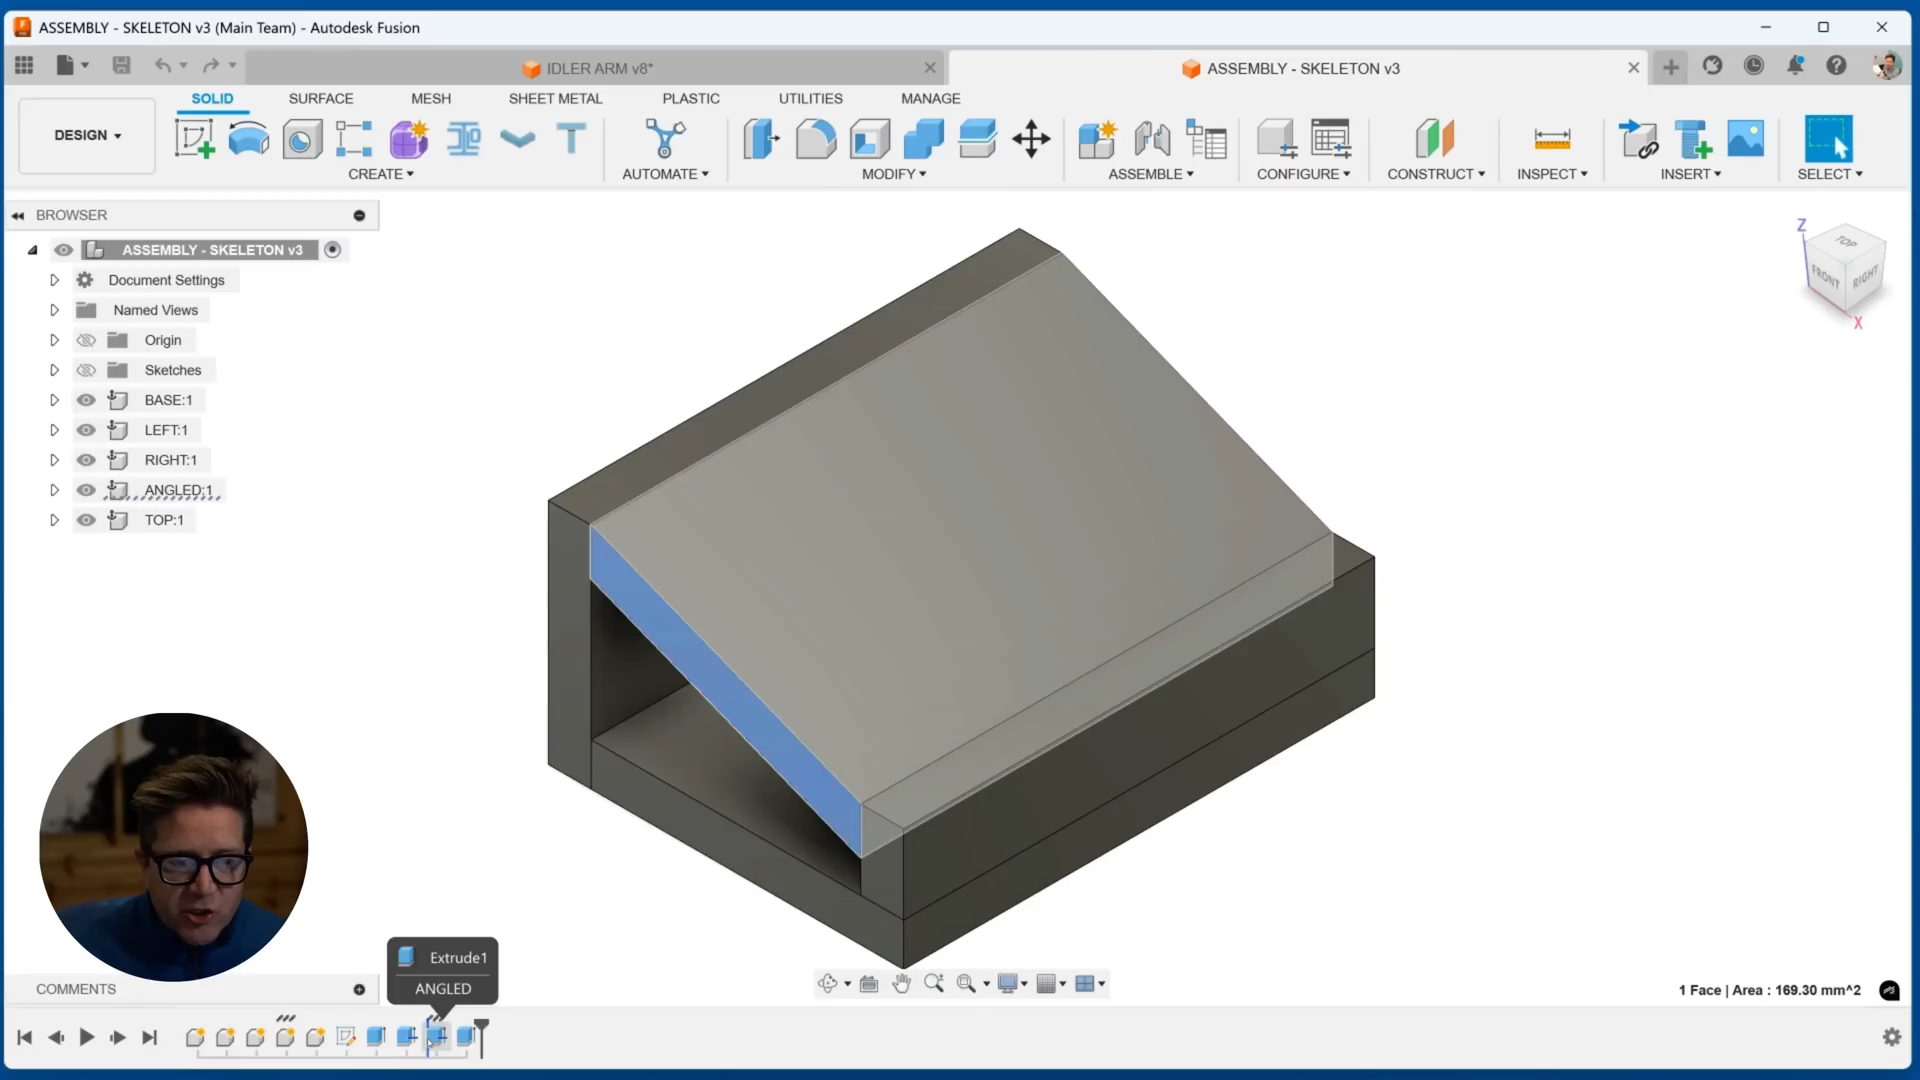 ASSEMBLY - SKELETON v3 (Main Team) - Autodesk Fusion
IDLER ARM v8*
ASSEMBLY - SKELETON v3
SOLID
SURFACE
MESH
SHEET METAL
PLASTIC
UTILITIES
MANAGE
DESIGN
CREATE
AUTOMATE
MODIFY
ASSEMBLE
CONFIGURE
CONSTRUCT
INSPECT
INSERT
SELECT
BROWSER
ASSEMBLY - SKELETON v3
Document Settings
Named Views
Origin
Sketches
BASE:1
LEFT:1
RIGHT:1
ANGLED:1
TOP:1
Z
TOP
FRONT
RIGHT
X
Extrude1
ANGLED
COMMENTS
1 Face | Area : 169.30 mm^2